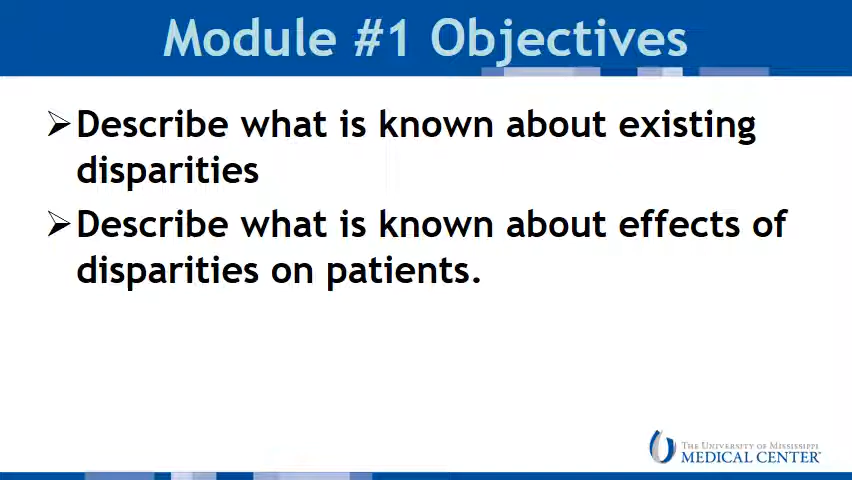 Module #1 Objectives
➢Describe what is known about existing
disparities
➢Describe what is known about effects of
disparities on patients.
THE UNIVERSITY OF MISSISSIPPI
MEDICAL CENTER